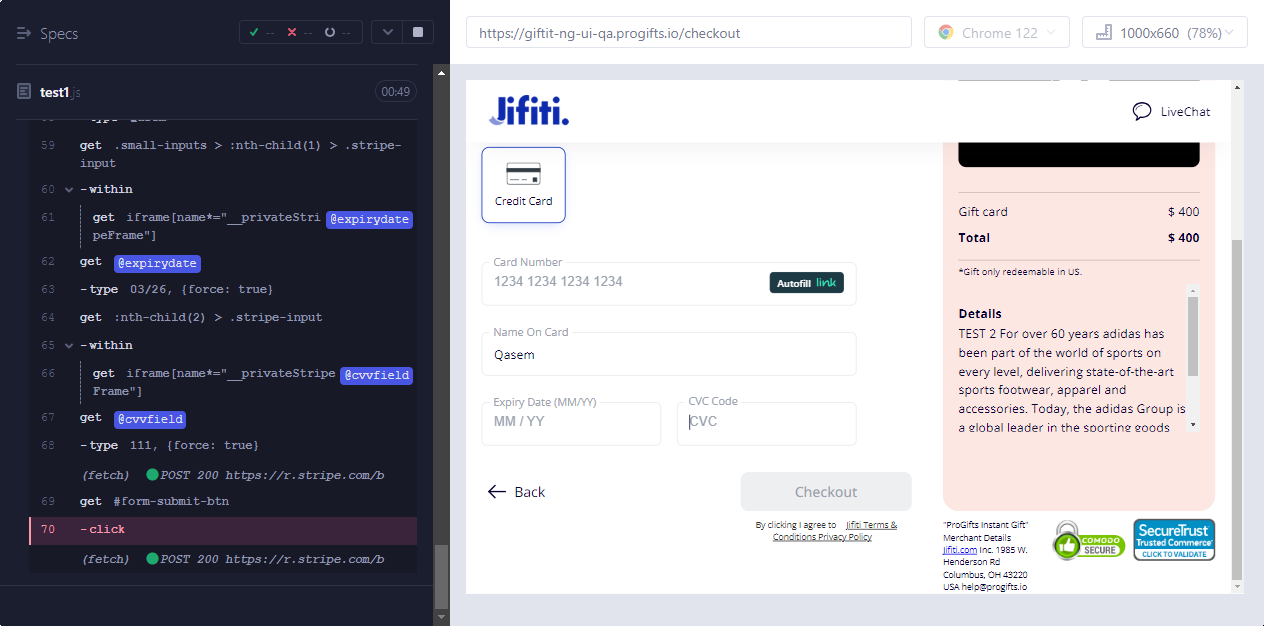 Specs
--
--
--
test1.js
00:49
59 get .small-inputs > :nth-child(1) > .stripe-
input
60 -within
61 get iframe[name*="__privateStri @expirydate
peFrame"]
62 get @expirydate
63 -type 03/26, {force: true}
64 get :nth-child(2) > .stripe-input
65 -within
66 get iframe[name*="__privateStripe @cvvfield
Frame"]
67 get @cvvfield
68 -type 111, {force: true}
(fetch) POST 200 https://r.stripe.com/b
69 get #form-submit-btn
70 -click
(fetch) POST 200 https://r.stripe.com/b
https://giftit-ng-ui-qa.progifts.io/checkout
Chrome 122
1000x660 (78%)
Jifiti.
LiveChat
Credit Card
Card Number
1234 1234 1234 1234
Autofill link
Name On Card
Qasem
Expiry Date (MM/YY)
MM / YY
CVC Code
CVC
Back
Checkout
By clicking I agree to Jifiti Terms &
Conditions Privacy Policy
Gift card $ 400
Total $ 400
*Gift only redeemable in US.
Details
TEST 2 For over 60 years adidas has
been part of the world of sports on
every level, delivering state-of-the-art
sports footwear, apparel and
accessories. Today, the adidas Group is
a global leader in the sporting goods
"ProGifts Instant Gift"
Merchant Details
Jifiti.com Inc. 1985 W.
Henderson Rd
Columbus, OH 43220
USA help@progifts.io
COMODO
SECURE
SecureTrust
Trusted Commerce
CLICK TO VALIDATE